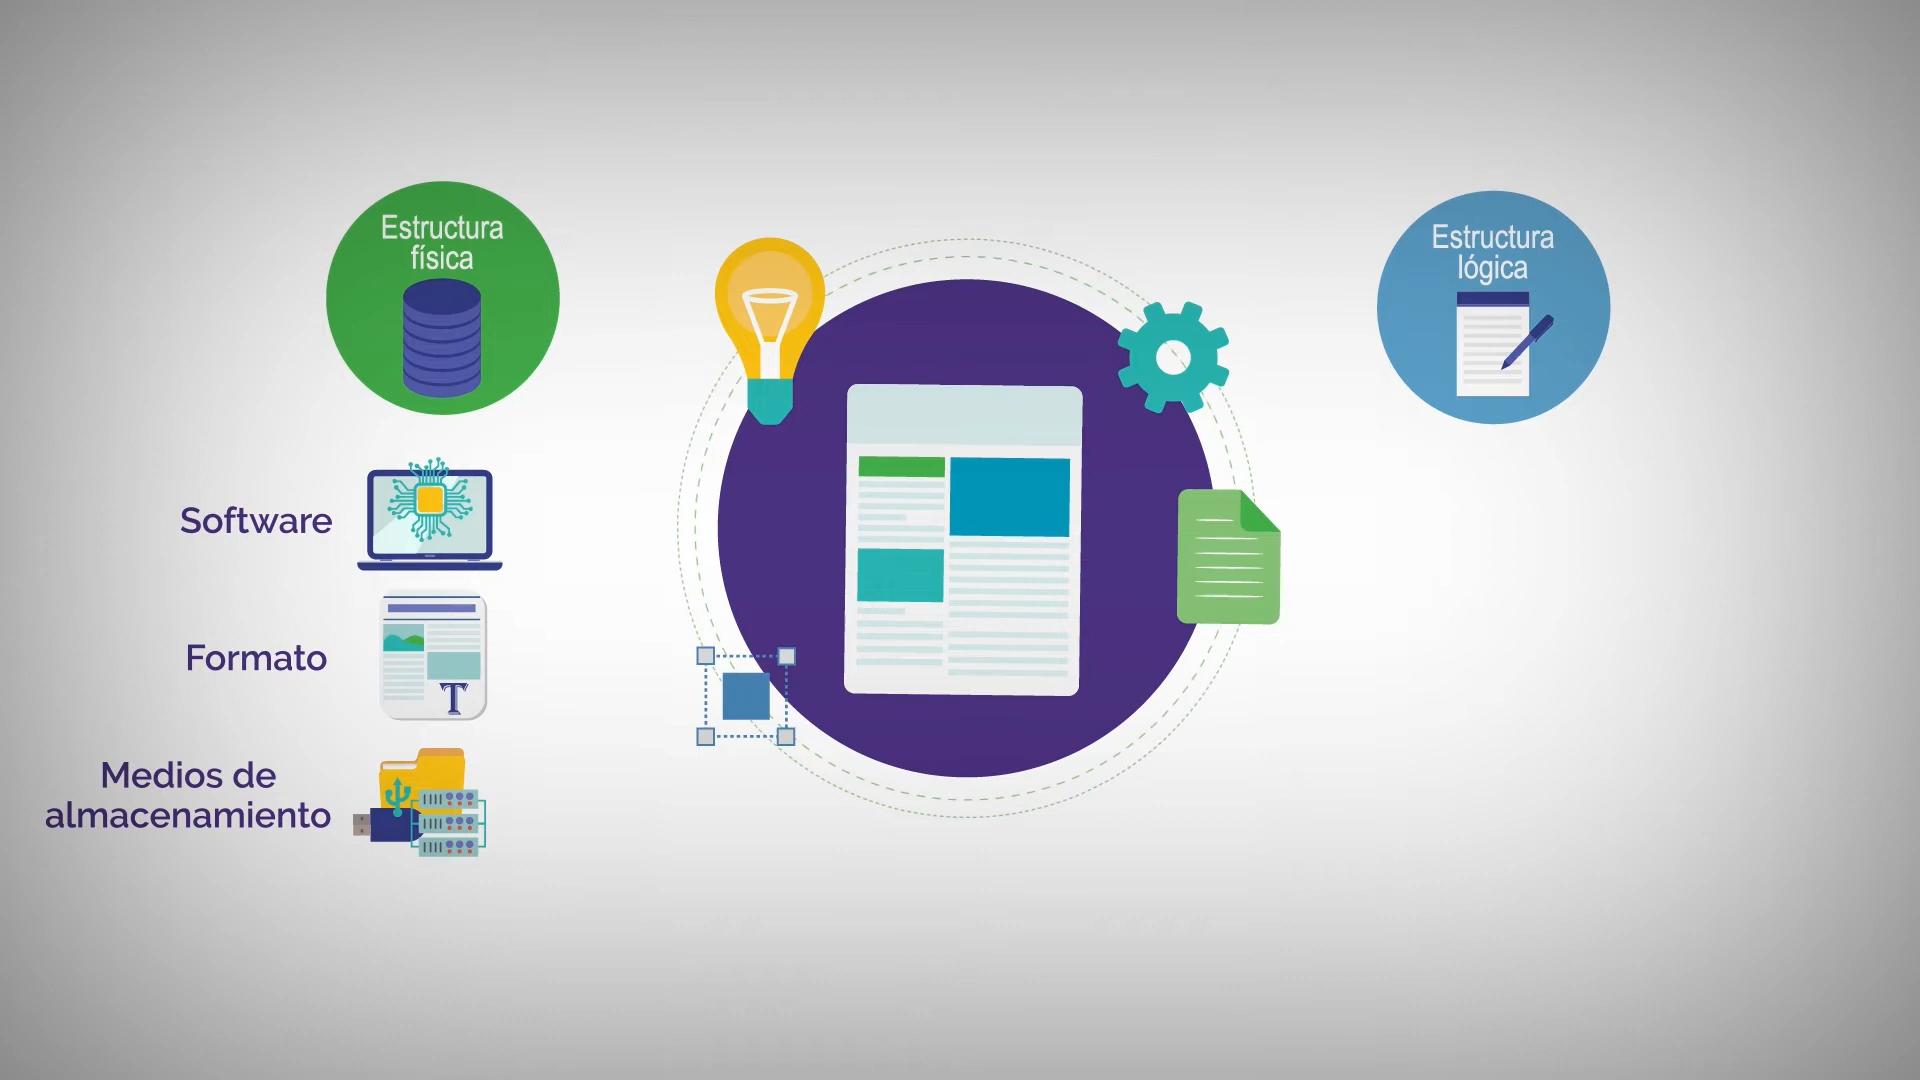 Estructura
física
Software
Formato
Medios de
almacenamiento
Estructura
lógica
T